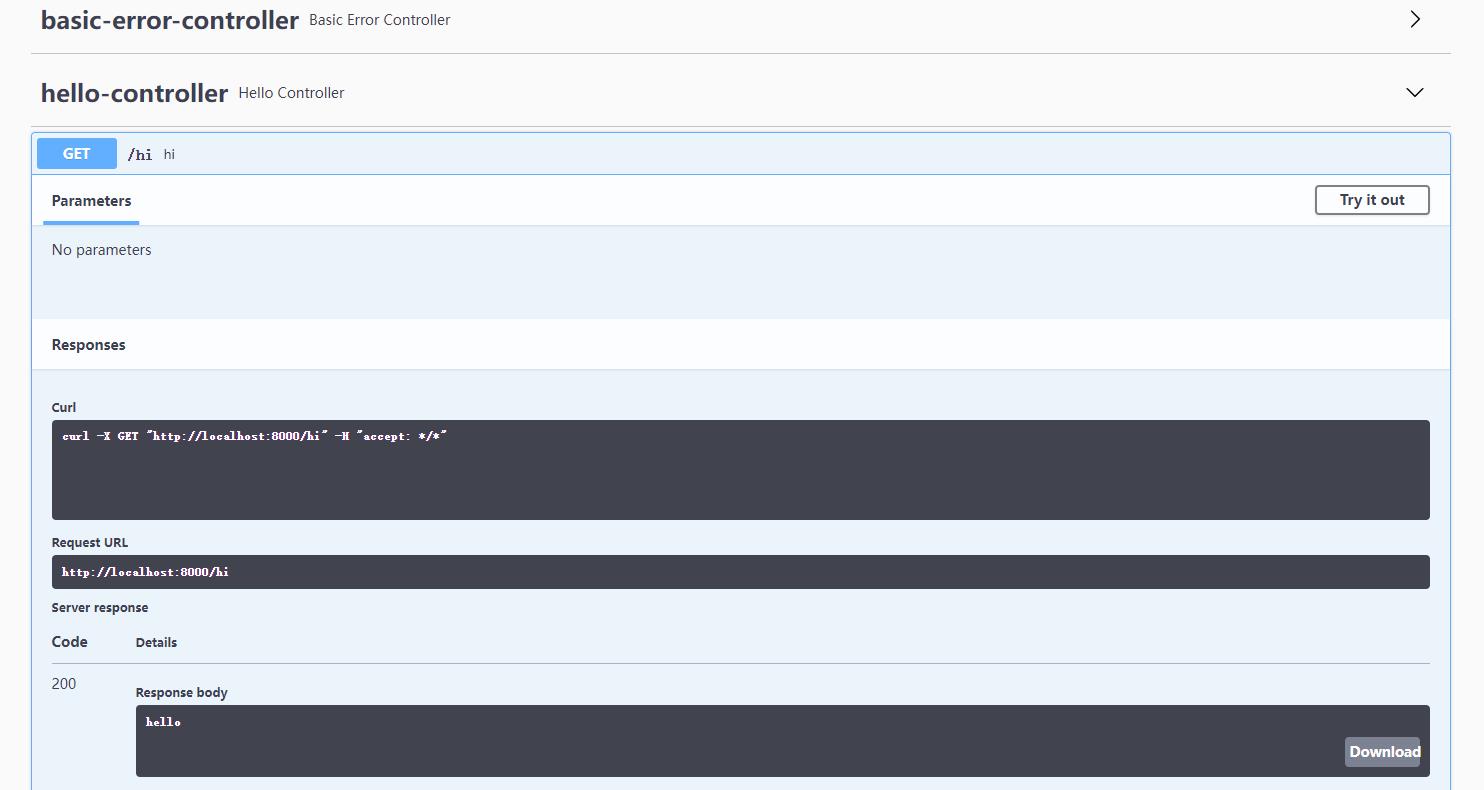 basic-error-controller Basic Error Controller
hello-controller Hello Controller
GET /hi hi
Parameters Try it out
No parameters
Responses
Curl
curl -X GET "http://localhost:8000/hi" -H "accept: */*"
Request URL
http://localhost:8000/hi
Server response
Code Details
200
Response body
hello
Download